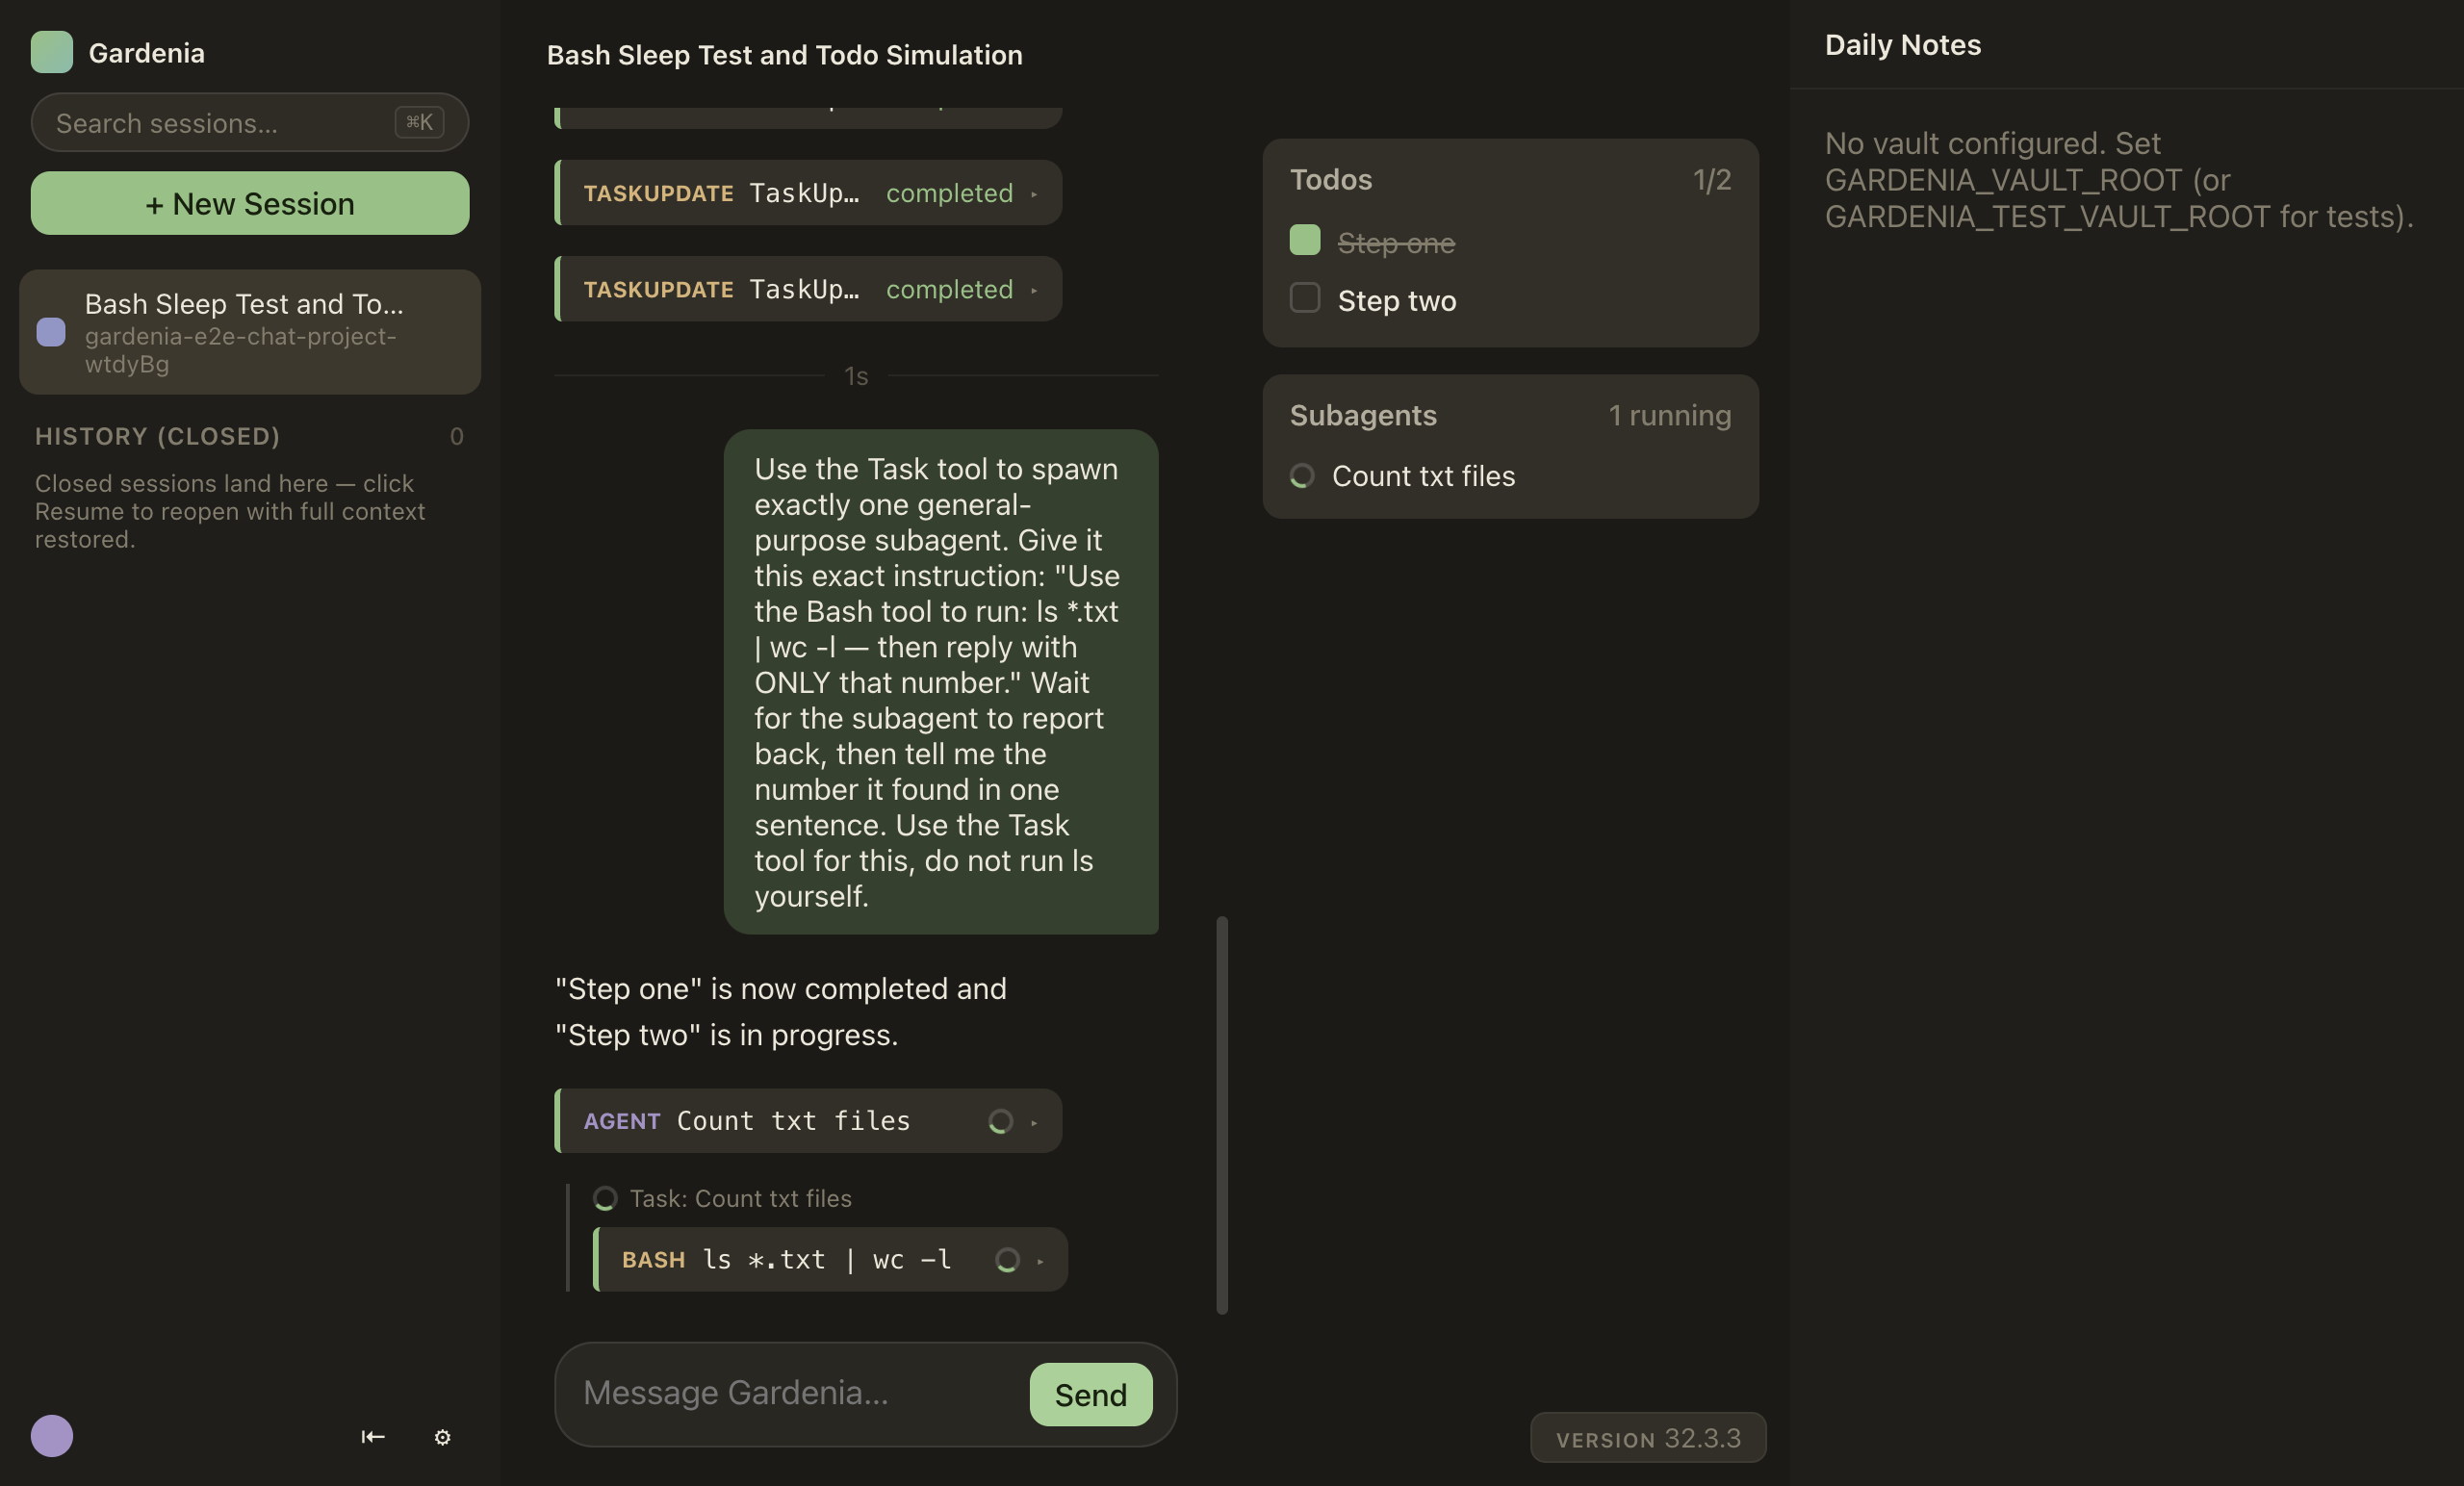 Gardenia
Search sessions...
⌘K
+ New Session
Bash Sleep Test and To...
gardenia-e2e-chat-project-
wtdyBg
HISTORY (CLOSED) 0
Closed sessions land here — click
Resume to reopen with full context
restored.
Bash Sleep Test and Todo Simulation
TASKUPDATE TaskUp… completed
TASKUPDATE TaskUp… completed
1s
Use the Task tool to spawn
exactly one general-
purpose subagent. Give it
this exact instruction: "Use
the Bash tool to run: ls *.txt
| wc -l — then reply with
ONLY that number." Wait
for the subagent to report
back, then tell me the
number it found in one
sentence. Use the Task
tool for this, do not run ls
yourself.
"Step one" is now completed and
"Step two" is in progress.
AGENT Count txt files
Task: Count txt files
BASH ls *.txt | wc -l
Message Gardenia...
Send
Todos 1/2
Step one
Step two
Subagents 1 running
Count txt files
VERSION 32.3.3
Daily Notes
No vault configured. Set
GARDENIA_VAULT_ROOT (or
GARDENIA_TEST_VAULT_ROOT for tests).